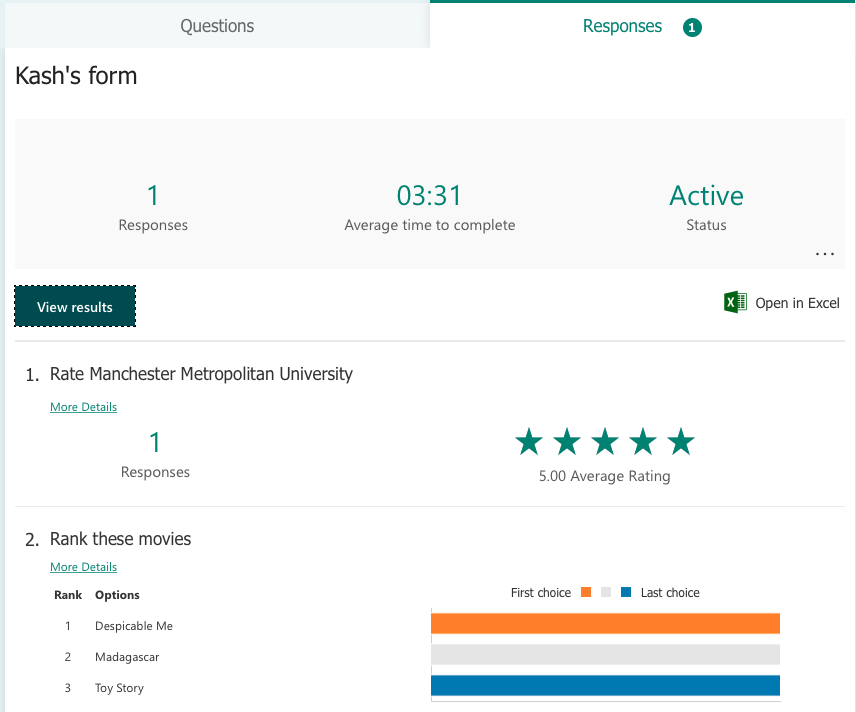 Questions
Responses 1
Kash's form
1 03:31 Active
Responses Average time to complete Status
...
View results
Open in Excel
1. Rate Manchester Metropolitan University
More Details
1
Responses 5.00 Average Rating
2. Rank these movies
More Details
Rank Options First choice Last choice
1 Despicable Me
2 Madagascar
3 Toy Story